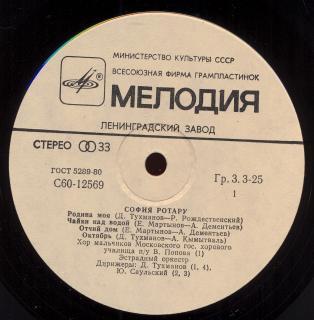 МИНИСТЕРСТВО КУЛЬТУРЫ СССР
ВСЕСОЮЗНАЯ ФИРМА ГРАМПЛАСТИНОК
МЕЛОДИЯ
ЛЕНИНГРАДСКИЙ ЗАВОД
СТЕРЕО 33
ГОСТ 5289-80
С60-12569
Гр. 3. 3-25
1
СОФИЯ РОТАРУ
Родина моя (Д. Тухманов—Р. Рождественский)
Чайки над водой (Е. Мартынов—А. Дементьев)
Отчий дом (Е. Мартынов—А. Дементьев)
Октябрь (Д. Тухманов—А. Кымытваль)
Хор мальчиков Московского гос. хорового
училища п/у В. Попова (1)
Эстрадный оркестр
Дирижеры: Д. Тухманов (1, 4),
Ю. Саульский (2, 3)